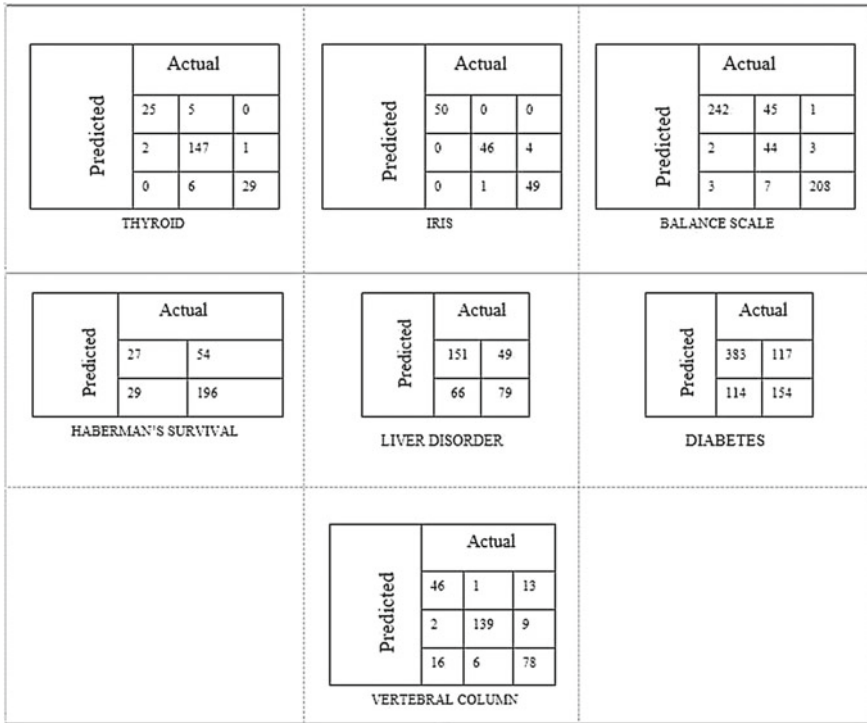 Actual
Predicted
25 5 0
2 147 1
0 6 29
THYROID
Actual
Predicted
50 0 0
0 46 4
0 1 49
IRIS
Actual
Predicted
242 45 1
2 44 3
3 7 208
BALANCE SCALE
Actual
Predicted
27 54
29 196
HABERMAN'S SURVIVAL
Actual
Predicted
151 49
66 79
LIVER DISORDER
Actual
Predicted
383 117
114 154
DIABETES
Actual
Predicted
46 1 13
2 139 9
16 6 78
VERTEBRAL COLUMN